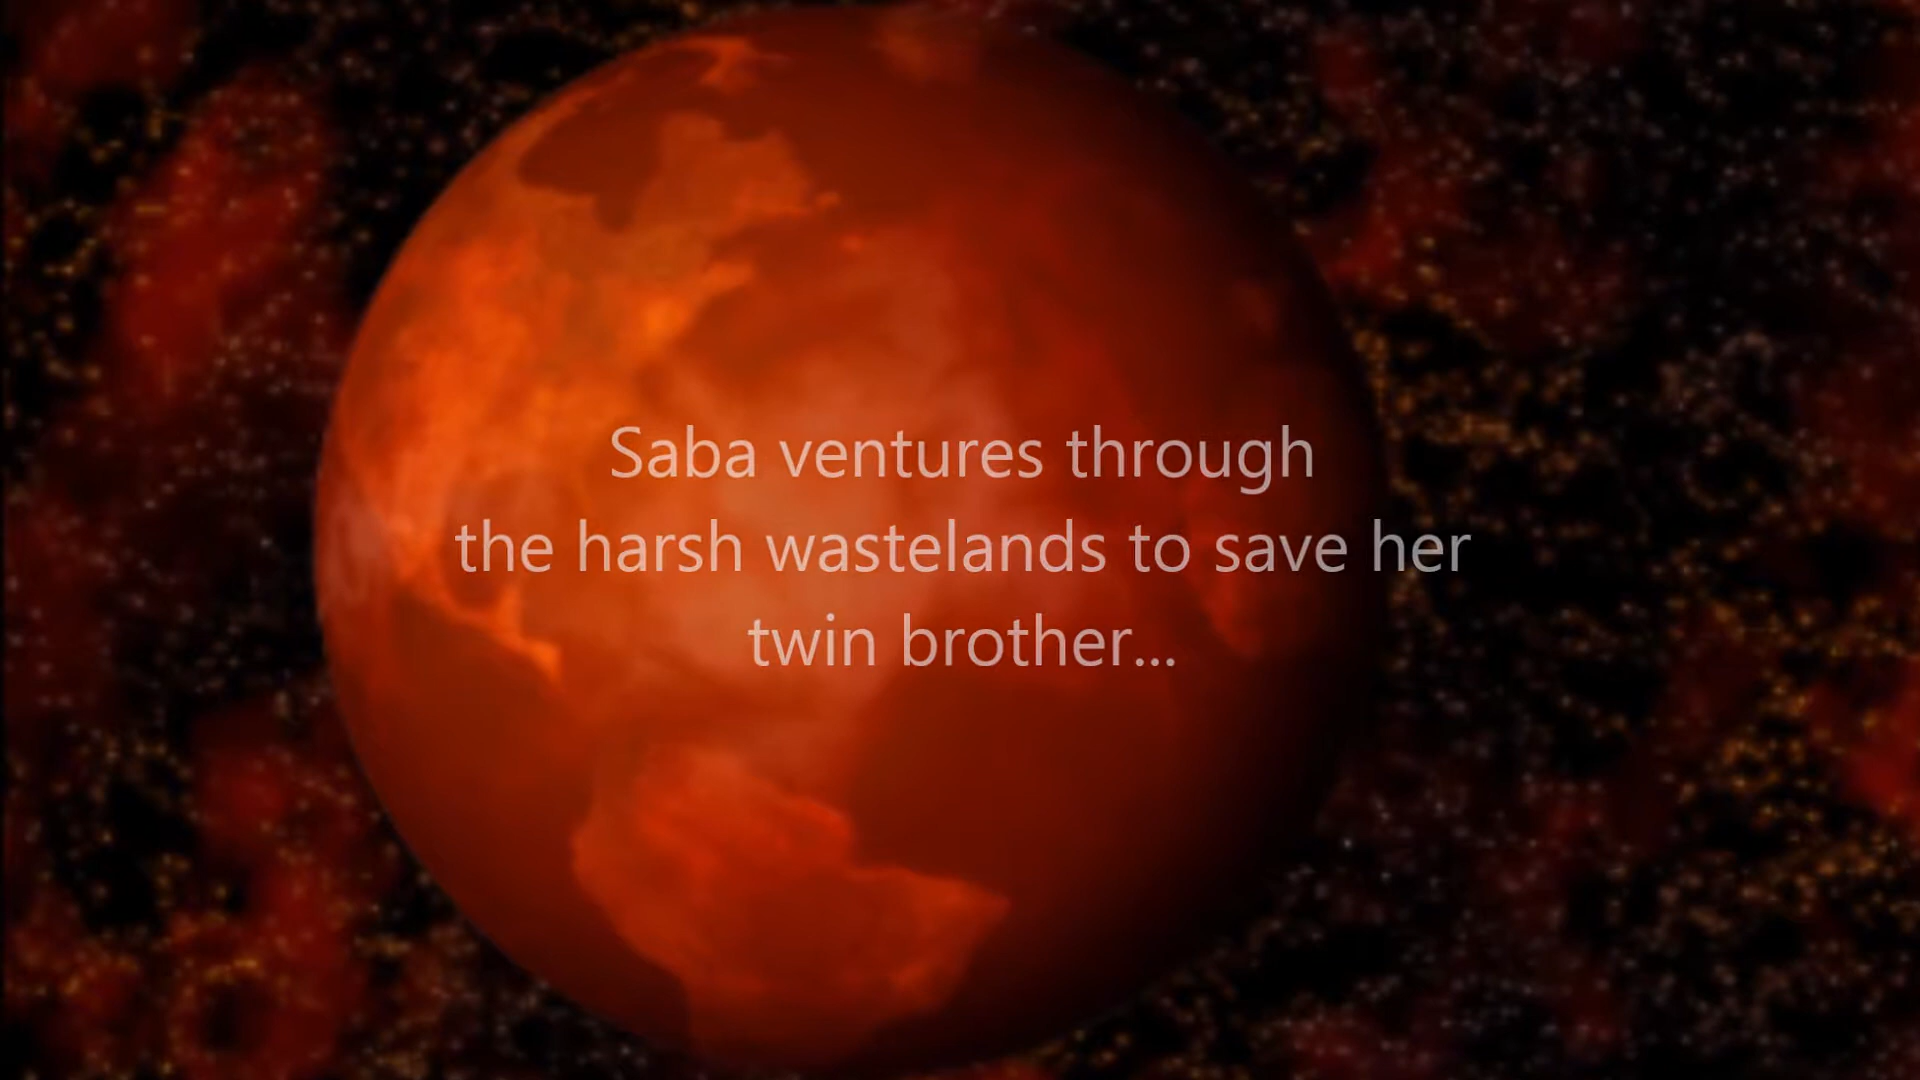 Saba ventures through
the harsh wastelands to save her
twin brother...